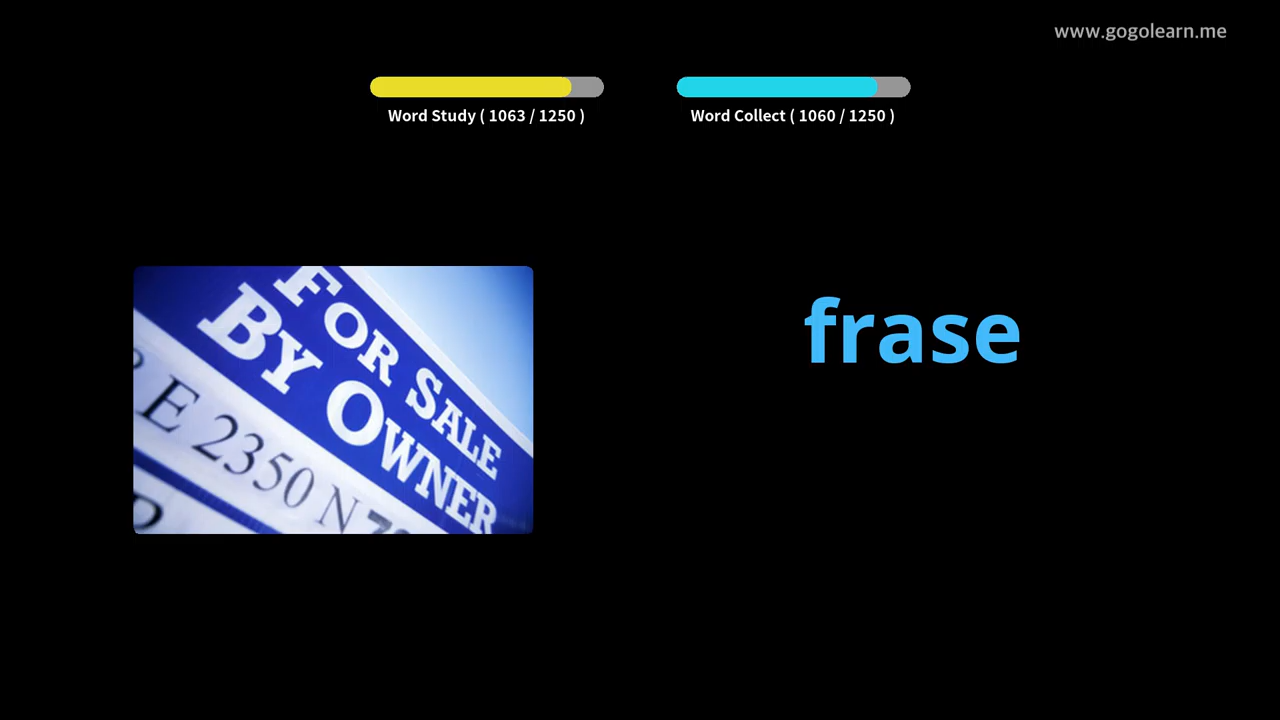 www.gogolearn.me
Word Study ( 1063 / 1250 )
Word Collect ( 1060 / 1250 )
FOR SALE
BY OWNER
E 2350 N
frase